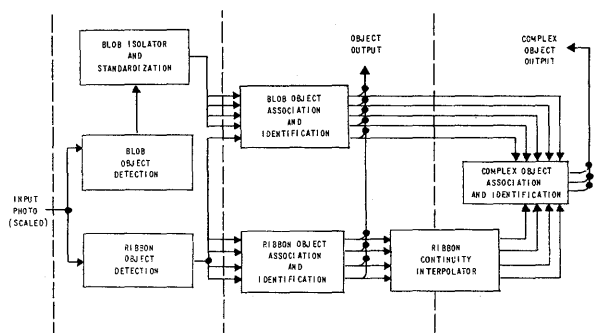 BLOB ISOLATOR
AND
STANDARDIZATION
OBJECT
OUTPUT
COMPLEX
OBJECT
OUTPUT
BLOB OBJECT
ASSOCIATION
AND
IDENTIFICATION
BLOB
OBJECT
DETECTION
COMPLEX OBJECT
ASSOCIATION
AND IDENTIFICATION
INPUT
PHOTO
(SCALED)
RIBBON
OBJECT
DETECTION
RIBBON OBJECT
ASSOCIATION
AND
IDENTIFICATION
RIBBON
CONTINUITY
INTERPOLATOR